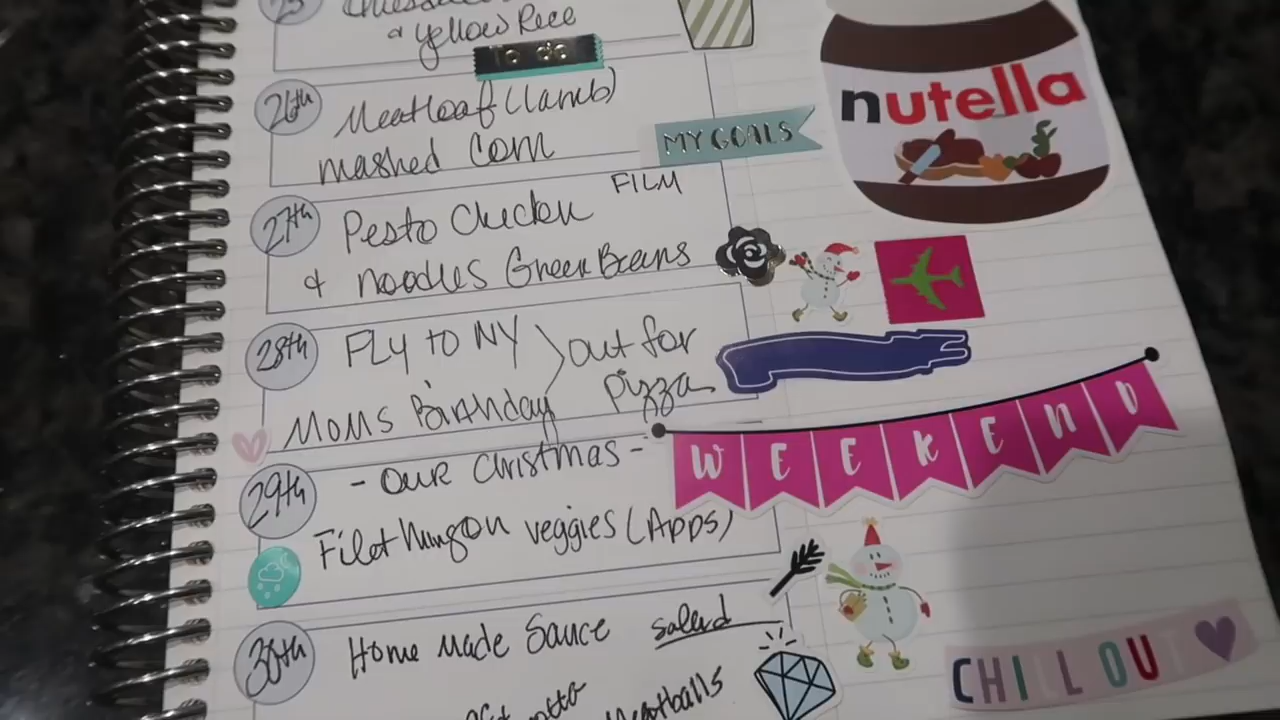 & Yellow Rice
to do
26th Meatloaf (lamb)
mashed Corn
MY GOALS
nutella
FILM
27th Pesto Chicken
& noodles Green Beans
28th FLy to NY
out for
pizza
Moms Birthday
WEEKEND
29th - Our Christmas -
Filet Mingon veggies (Apps)
30th Home Made Sauce salad
Meatballs
CHILL OUT